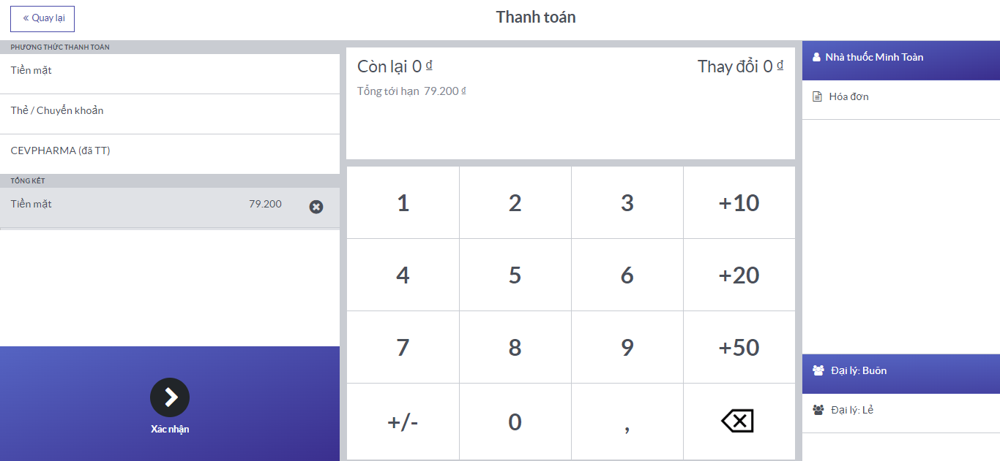 « Quay lại
Thanh toán
PHƯƠNG THỨC THANH TOÁN
Tiền mặt
Thẻ / Chuyển khoản
CEVPHARMA (đã TT)
TỔNG KẾT
Tiền mặt 79.200
Xác nhận
Còn lại 0 ₫ Thay đổi 0 ₫
Tổng tới hạn 79.200 ₫
1 2 3 +10
4 5 6 +20
7 8 9 +50
+/- 0 ,
Nhà thuốc Minh Toàn
Hóa đơn
Đại lý: Buôn
Đại lý: Lẻ